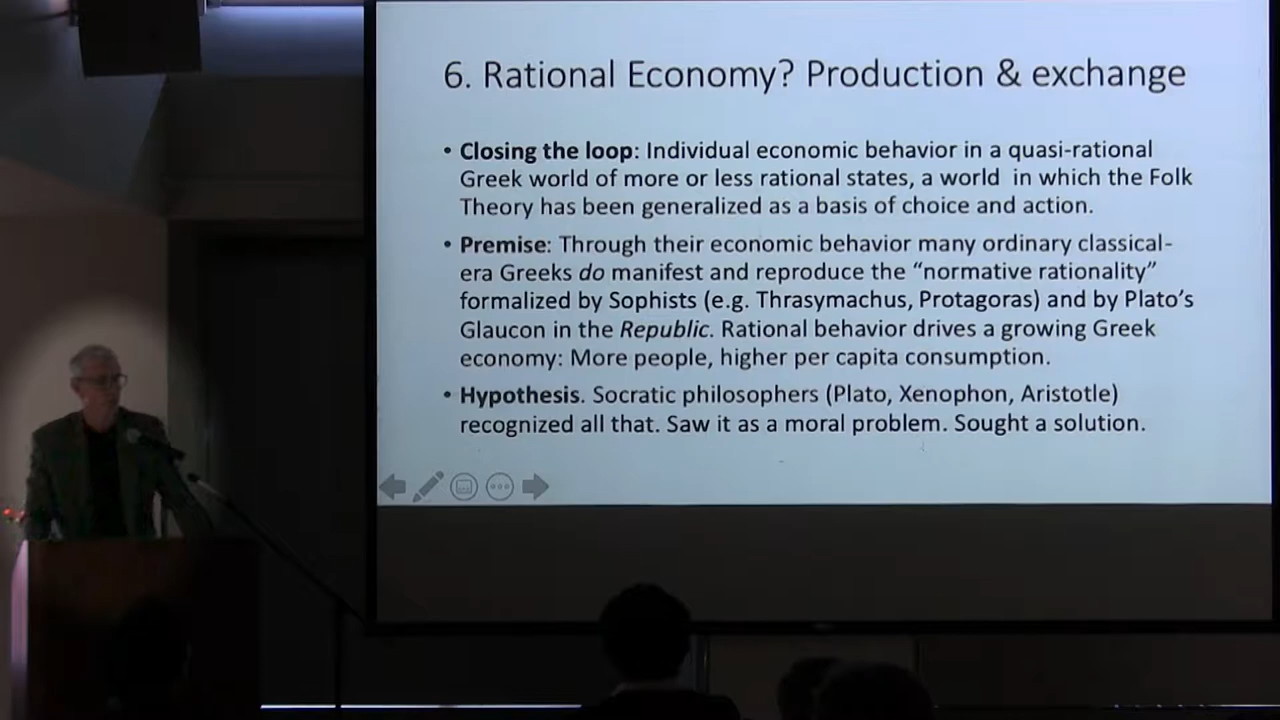 6. Rational Economy? Production & exchange
• Closing the loop: Individual economic behavior in a quasi-rational
Greek world of more or less rational states, a world in which the Folk
Theory has been generalized as a basis of choice and action.
• Premise: Through their economic behavior many ordinary classical-
era Greeks do manifest and reproduce the “normative rationality”
formalized by Sophists (e.g. Thrasymachus, Protagoras) and by Plato’s
Glaucon in the Republic. Rational behavior drives a growing Greek
economy: More people, higher per capita consumption.
• Hypothesis. Socratic philosophers (Plato, Xenophon, Aristotle)
recognized all that. Saw it as a moral problem. Sought a solution.